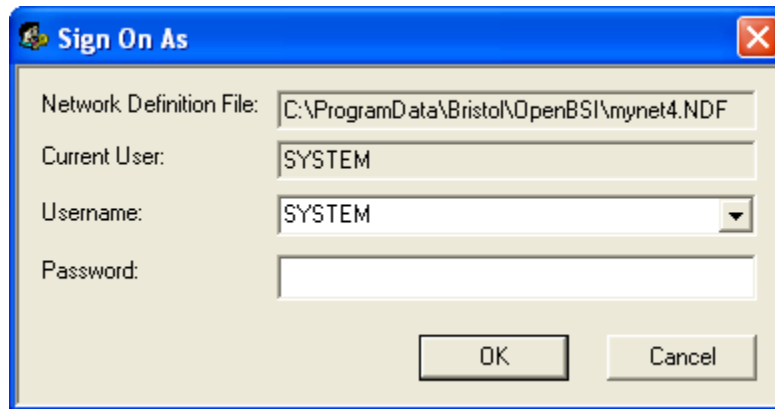 Sign On As
Network Definition File: C:\ProgramData\Bristol\OpenBSI\mynet4.NDF
Current User: SYSTEM
Username: SYSTEM
Password:
OK Cancel